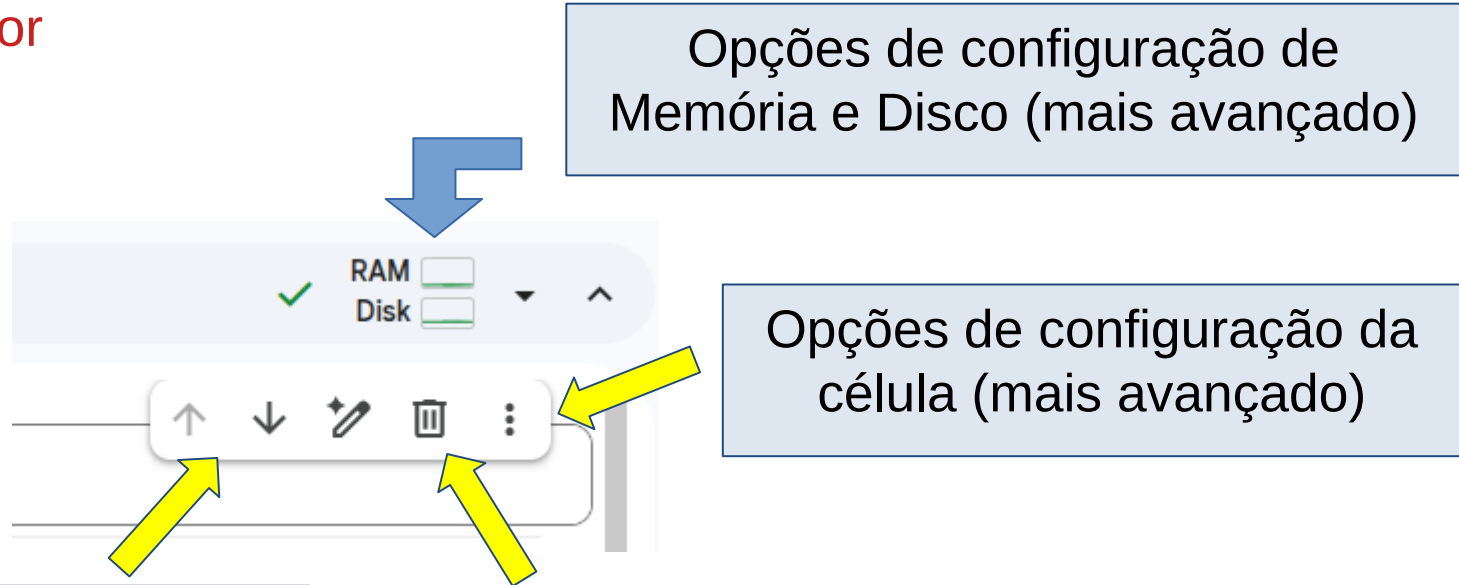 or
Opções de configuração de
Memória e Disco (mais avançado)
RAM
Disk
Opções de configuração da
célula (mais avançado)